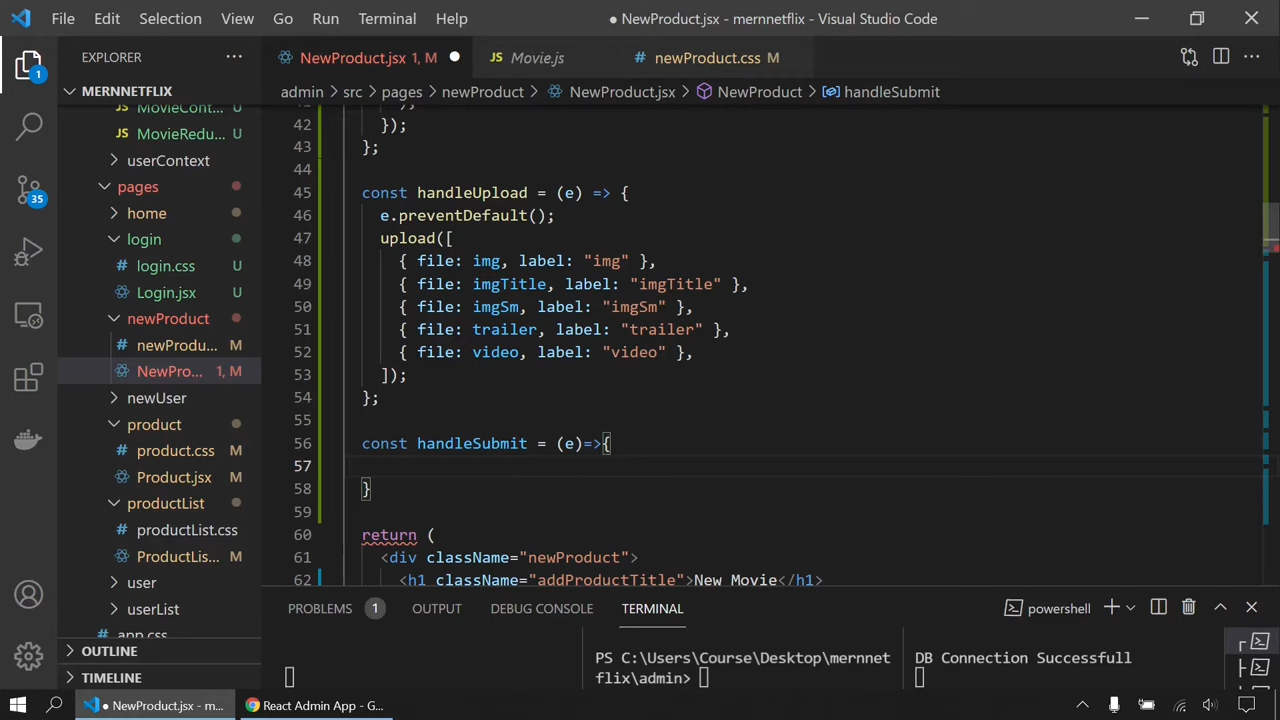 File Edit Selection View Go Run Terminal Help
● NewProduct.jsx - mernnetflix - Visual Studio Code
EXPLORER ···
NewProduct.jsx 1, M
JS Movie.js
# newProduct.css M
MERNNETFLIX
admin > src > pages > newProduct > NewProduct.jsx > NewProduct > handleSubmit
JS MovieCont... U
JS MovieRedu... U
userContext
pages
home
login
# login.css U
Login.jsx U
newProduct
# newProdu... M
NewPro... 1, M
newUser
product
# product.css M
Product.jsx M
productList
# productList.css M
ProductLis... M
user
userList
# app.css
OUTLINE
TIMELINE
1
35
42 });
43 };
44
45 const handleUpload = (e) => {
46 e.preventDefault();
47 upload([
48 { file: img, label: "img" },
49 { file: imgTitle, label: "imgTitle" },
50 { file: imgSm, label: "imgSm" },
51 { file: trailer, label: "trailer" },
52 { file: video, label: "video" },
53 ]);
54 };
55
56 const handleSubmit = (e)=>{
57
58 }
59
60 return (
61 <div className="newProduct">
62 <h1 className="addProductTitle">New Movie</h1>
PROBLEMS 1 OUTPUT DEBUG CONSOLE TERMINAL
powershell
PS C:\Users\Course\Desktop\mernnet
flix\admin>
DB Connection Successfull
● NewProduct.jsx - m...
React Admin App - G...